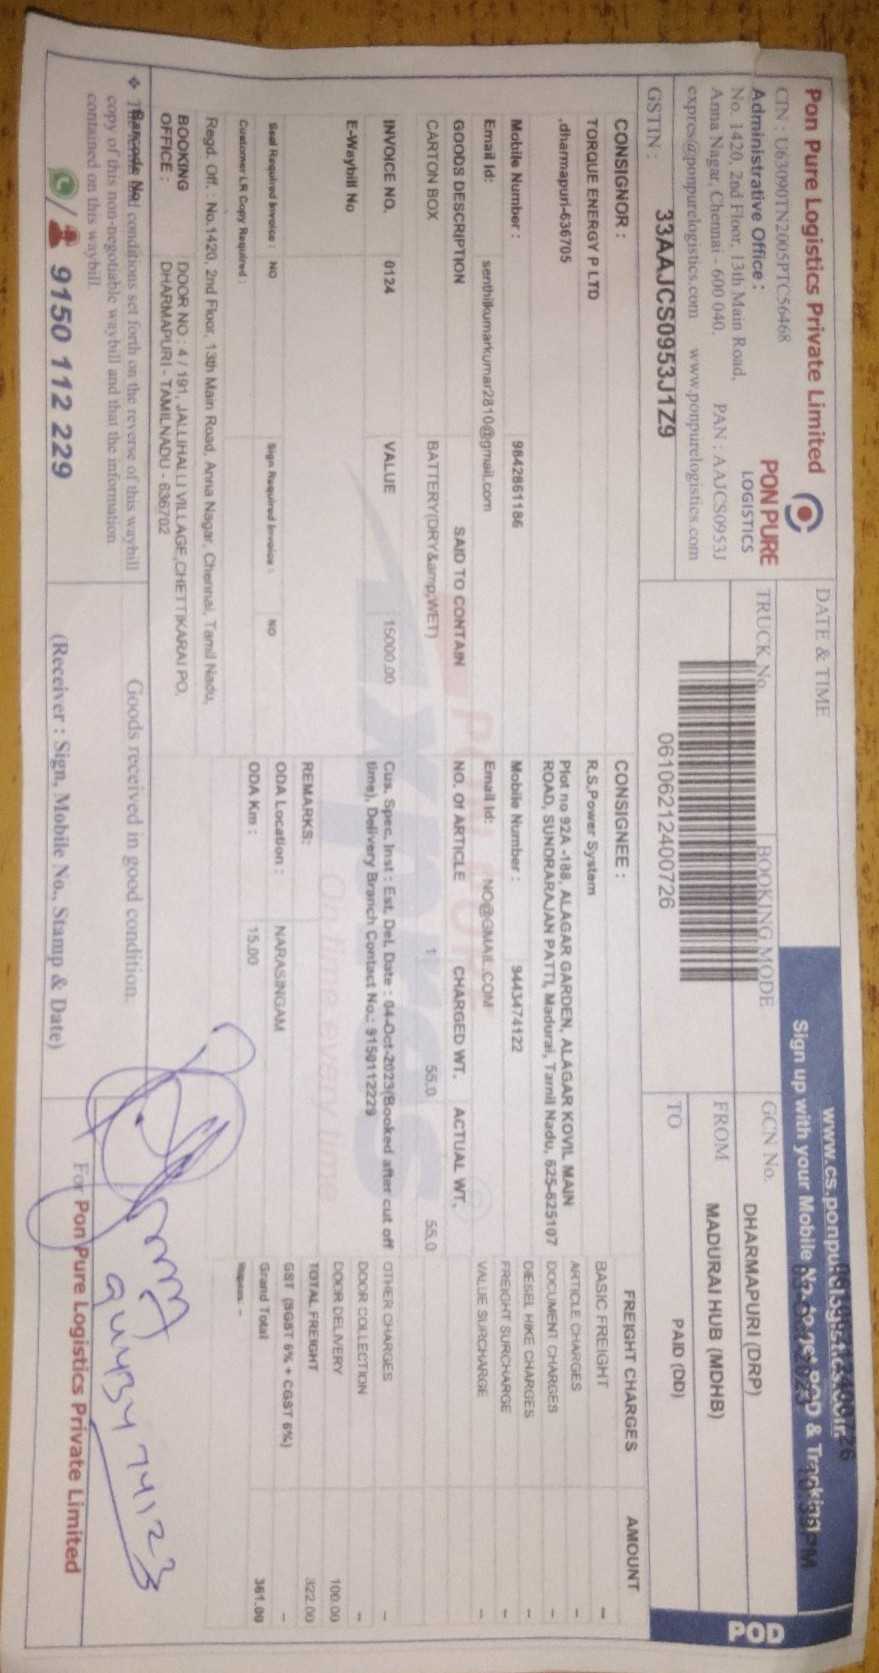 Pon Pure Logistics Private Limited
CIN : U63090TN2005PTC56468
Administrative Office :
No. 1420, 2nd Floor, 13th Main Road,
Anna Nagar, Chennai - 600 040. PAN : AAJCS0953J
expres@ponpurelogistics.com www.ponpurelogistics.com
PON PURE
LOGISTICS
GSTIN : 33AAJCS0953J1Z9
DATE & TIME
TRUCK No. BOOKING MODE
06106212400726
www.cs.ponpurelogistics.com
Sign up with your Mobile No. to get POD & Tracking
GCN No.
DHARMAPURI (DRP)
FROM MADURAI HUB (MDHB)
TO PAID (DD)
POD
CONSIGNOR :
TORQUE ENERGY P LTD
,dharmapuri-636705
Mobile Number : 9842861186
Email Id: senthilkumarkumar2810@gmail.com
CONSIGNEE :
R.S.Power System
Plot no 92A -188, ALAGAR GARDEN, ALAGAR KOVIL MAIN
ROAD, SUNDRARAJAN PATTI, Madurai, Tamil Nadu, 625-625107
Mobile Number : 9443474122
Email Id: NO@GMAIL.COM
GOODS DESCRIPTION SAID TO CONTAIN NO. Of ARTICLE CHARGED WT. ACTUAL WT.
CARTON BOX BATTERY(DRY&amp;WET) 1 55.0 55.0
INVOICE NO. 0124 VALUE 15000.00
Cus. Spec. Inst : Est. Del. Date : 04-Oct-2023(Booked after cut off
time), Delivery Branch Contact No.: 9150112229
E-Waybill No
REMARKS:
Seal Required Invoice : NO Sign Required Invoice : NO
ODA Location : NARASINGAM
Customer LR Copy Required :
ODA Km : 15.00
FREIGHT CHARGES AMOUNT
BASIC FREIGHT --
ARTICLE CHARGES --
DOCUMENT CHARGES --
DIESEL HIKE CHARGES --
FREIGHT SURCHARGE --
VALUE SURCHARGE --
OTHER CHARGES --
DOOR COLLECTION --
DOOR DELIVERY 100.00
TOTAL FREIGHT 322.00
GST (SGST 6% + CGST 6%) --
Grand Total 361.00
Regd. Off. : No.1420, 2nd Floor, 13th Main Road, Anna Nagar, Chennai, Tamil Nadu,
BOOKING DOOR NO : 4 / 191, JALLIHALLI VILLAGE,CHETTIKARAI PO,
OFFICE : DHARMAPURI - TAMILNADU - 636702
Barcode No:
conditions set forth on the reverse of this waybill
copy of this non-negotiable waybill and that the information
contained on this waybill.
9150 112 229
Goods received in good condition.
(Receiver : Sign, Mobile No., Stamp & Date)
For Pon Pure Logistics Private Limited